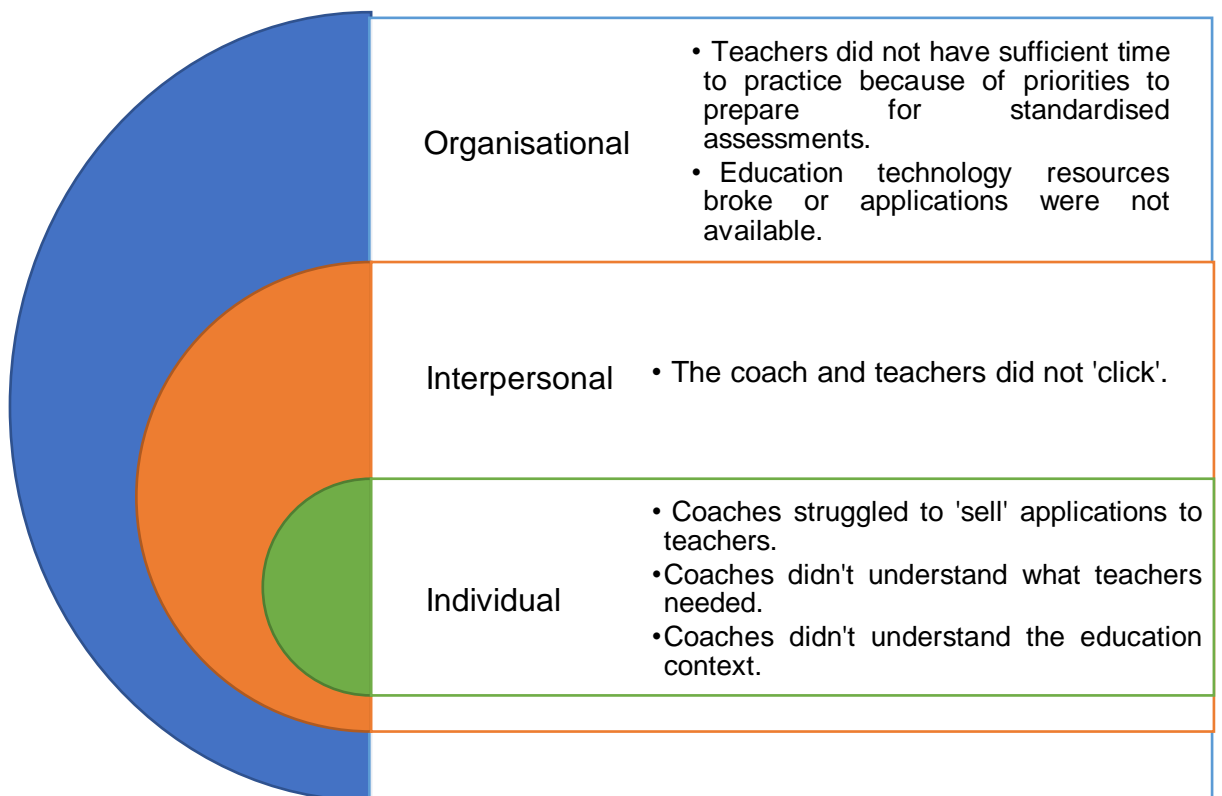 Organisational
• Teachers did not have sufficient time
to practice because of priorities to
prepare for standardised
assessments.
• Education technology resources
broke or applications were not
available.
Interpersonal
• The coach and teachers did not 'click'.
Individual
• Coaches struggled to 'sell' applications to
teachers.
•Coaches didn't understand what teachers
needed.
•Coaches didn't understand the education
context.